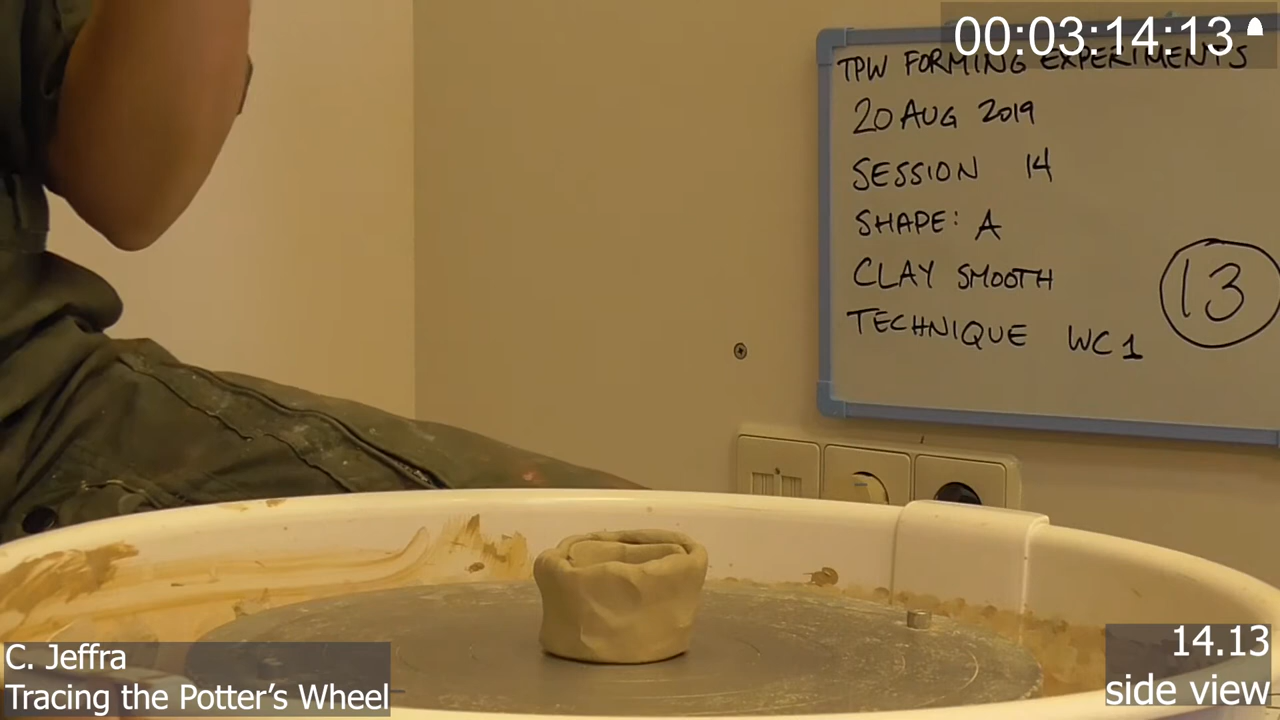 00:03:14:13
TPW FORMING EXPERIMENTS
20 AUG 2019
SESSION 14
SHAPE: A
CLAY SMOOTH
TECHNIQUE WC1
13
C. Jeffra
Tracing the Potter's Wheel
14.13
side view